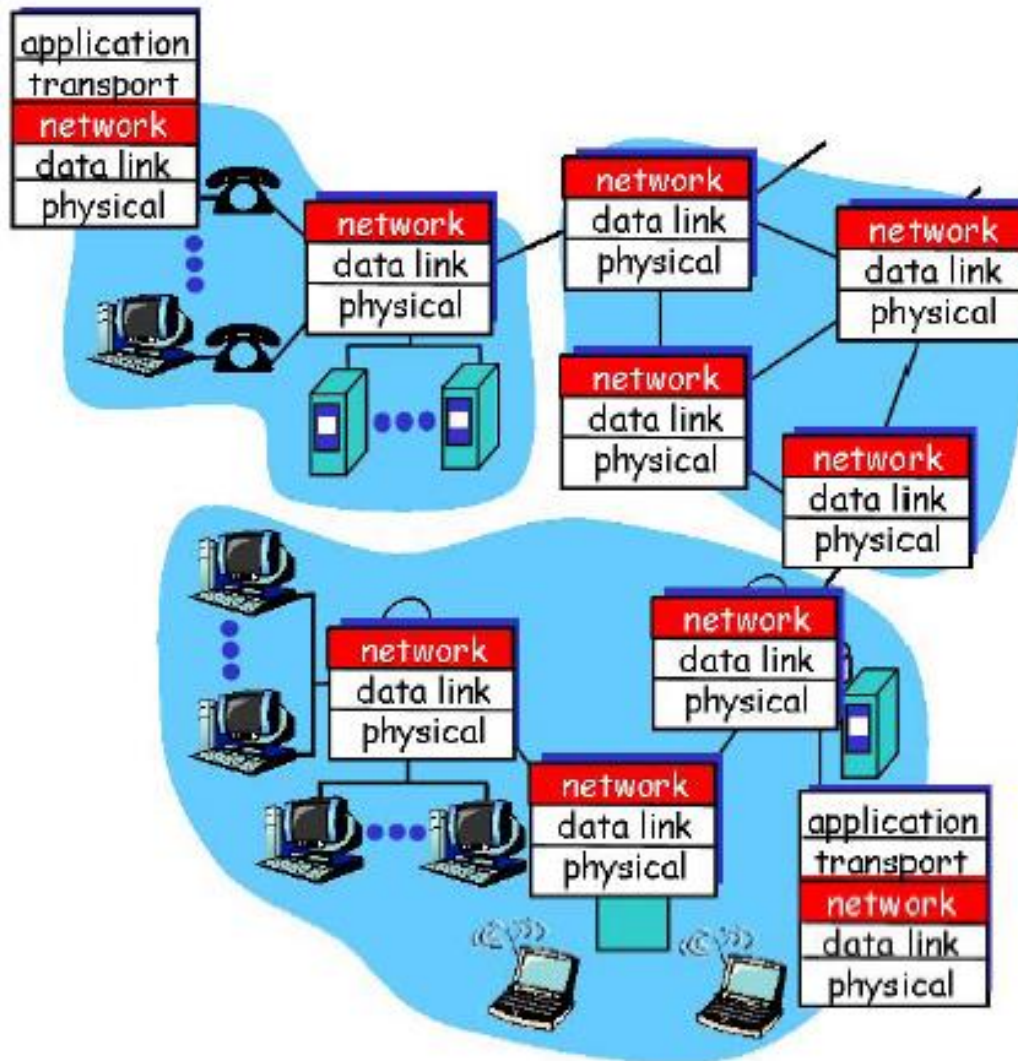 application
transport
network
data link
physical
network
data link
physical
network
data link
physical
network
data link
physical
network
data link
physical
network
data link
physical
network
data link
physical
network
data link
physical
network
data link
physical
application
transport
network
data link
physical